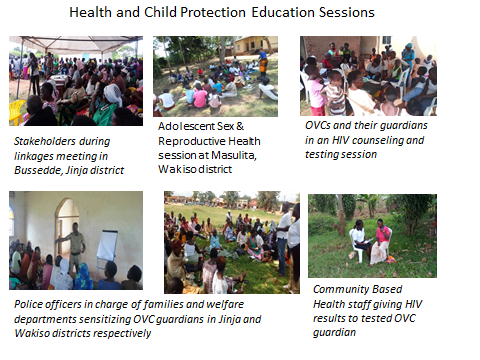 Health and Child Protection Education Sessions
Stakeholders during
linkages meeting in
Bussedde, Jinja district
Adolescent Sex &
Reproductive Health
session at Masulita,
Wakiso district
OVCs and their guardians
in an HIV counseling and
testing session
Police officers in charge of families and welfare
departments sensitizing OVC guardians in Jinja and
Wakiso districts respectively
Community Based
Health staff giving HIV
results to tested OVC
guardian